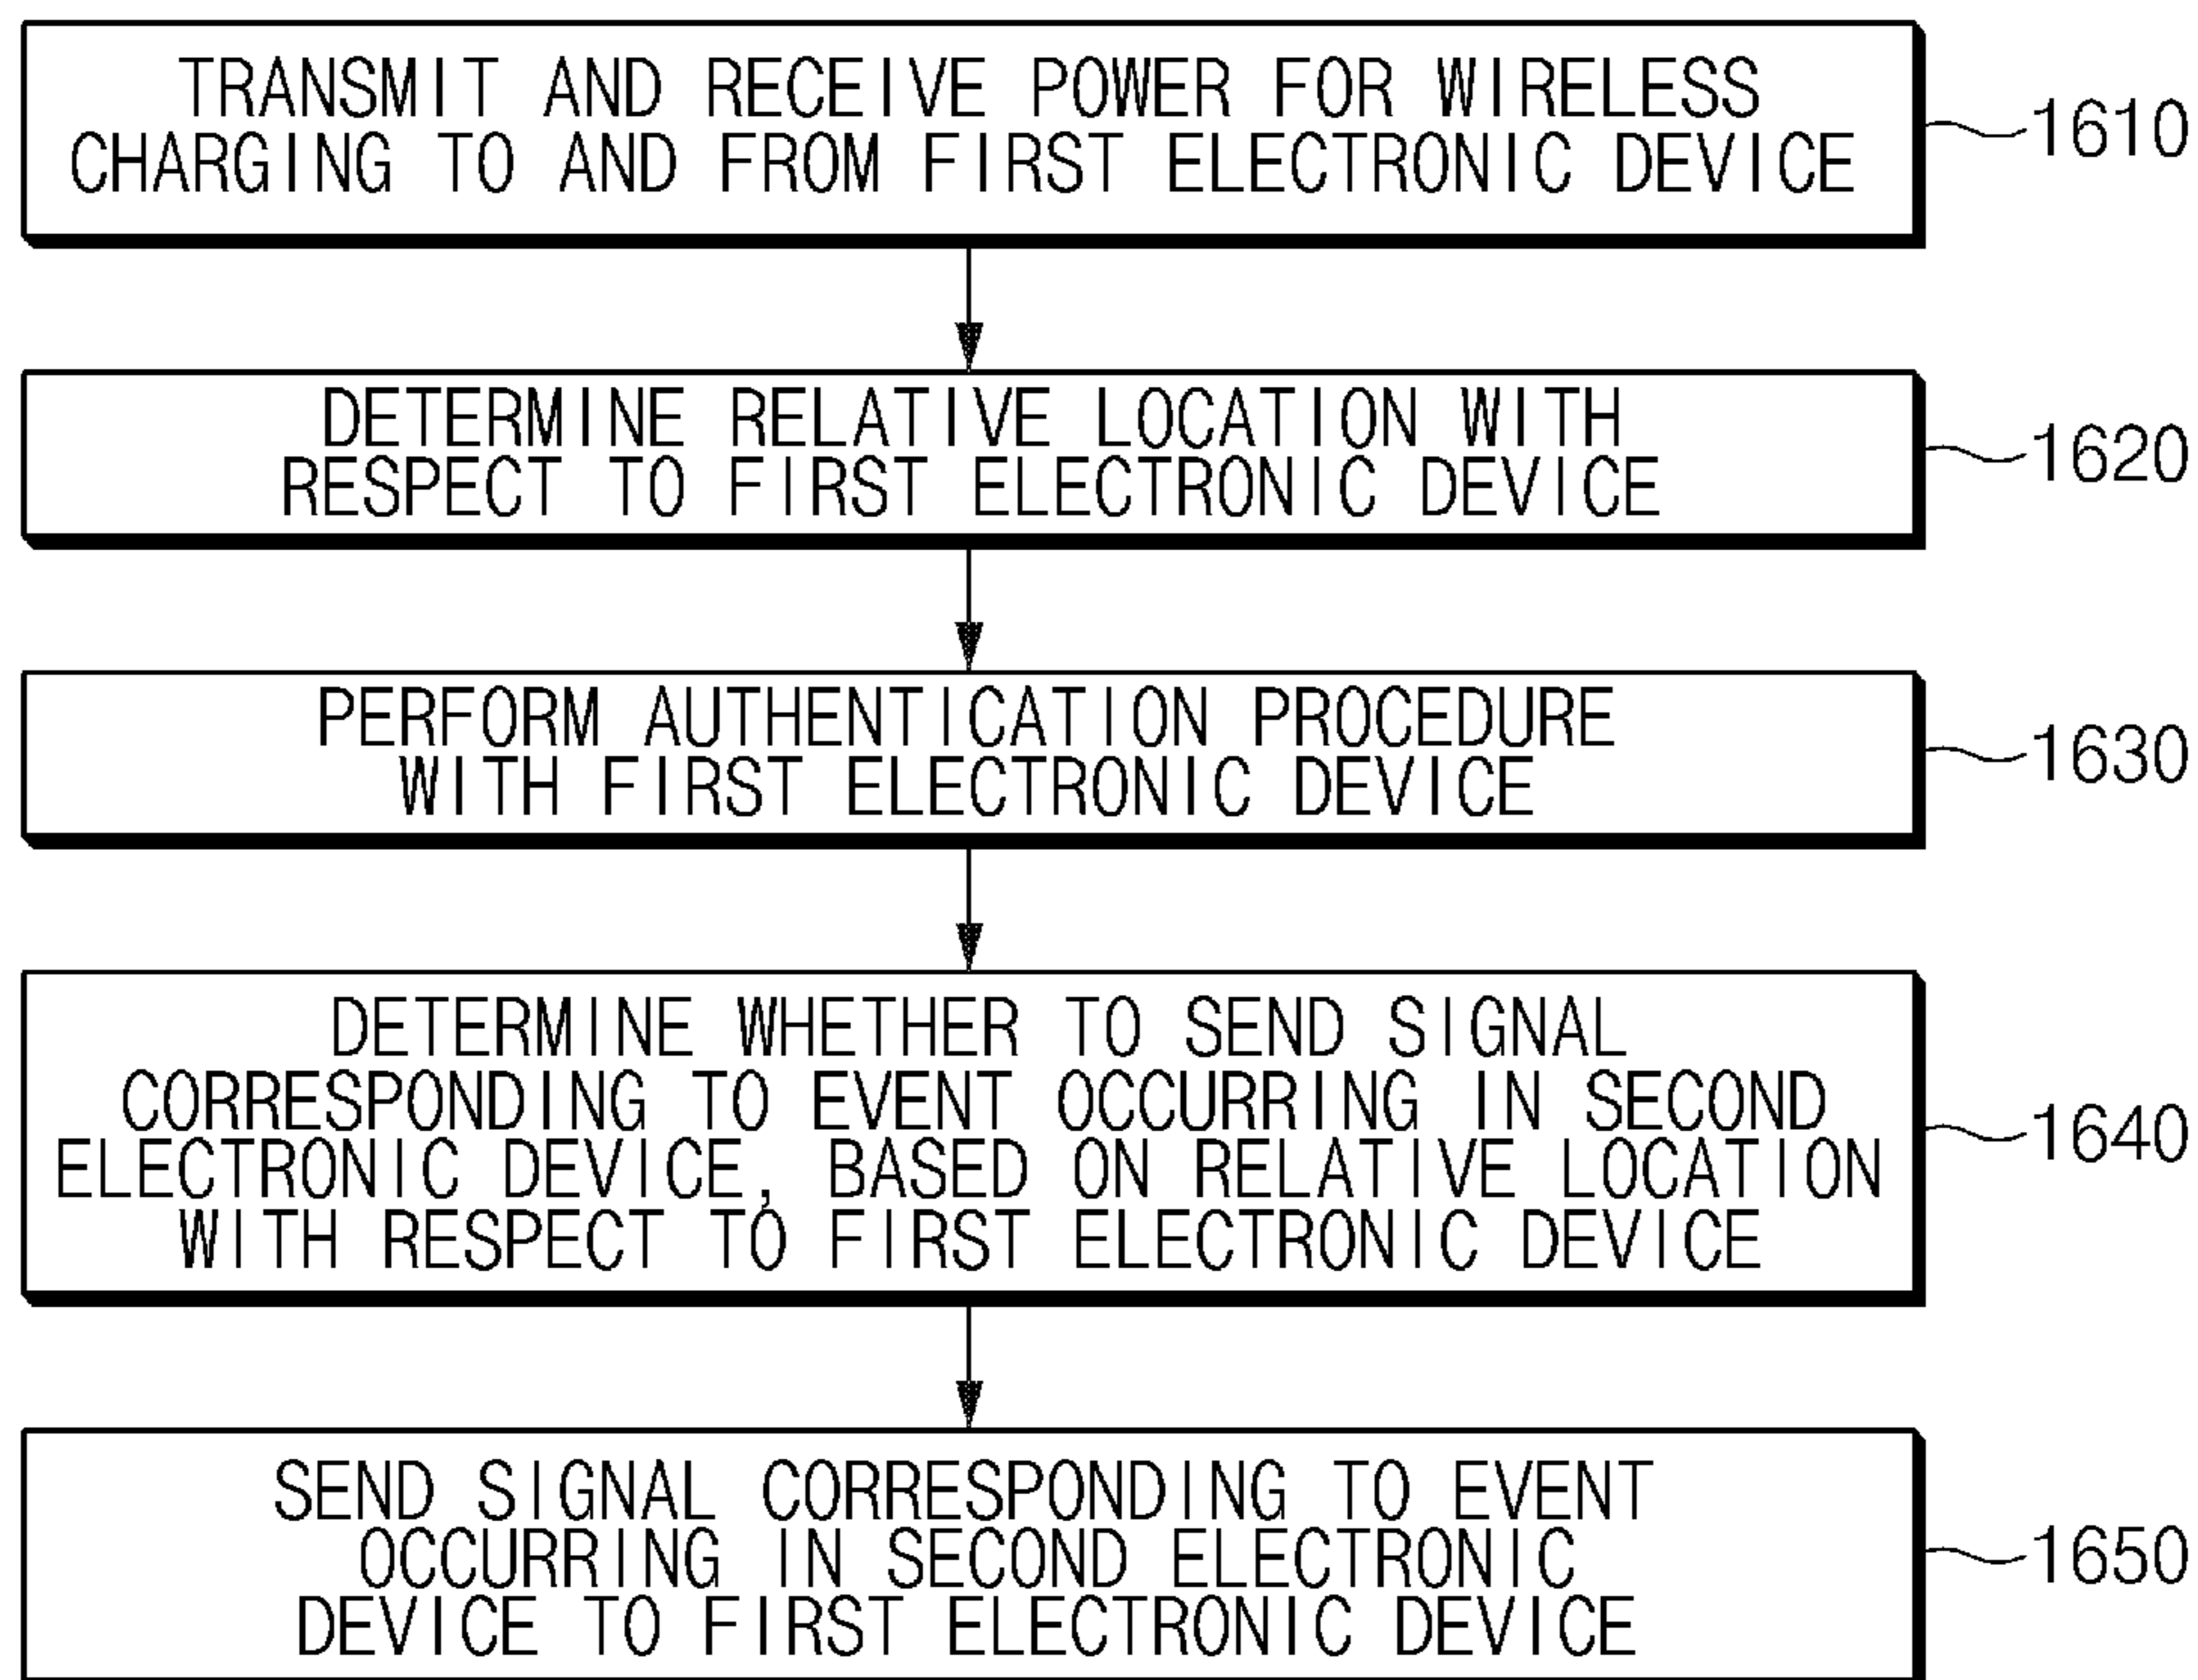 TRANSMIT AND RECEIVE POWER FOR WIRELESS
CHARGING TO AND FROM FIRST ELECTRONIC DEVICE
1610
DETERMINE RELATIVE LOCATION WITH
RESPECT TO FIRST ELECTRONIC DEVICE
1620
PERFORM AUTHENTICATION PROCEDURE
WITH FIRST ELECTRONIC DEVICE
1630
DETERMINE WHETHER TO SEND SIGNAL
CORRESPONDING TO EVENT OCCURRING IN SECOND
ELECTRONIC DEVICE, BASED ON RELATIVE LOCATION
WITH RESPECT TO FIRST ELECTRONIC DEVICE
1640
SEND SIGNAL CORRESPONDING TO EVENT
OCCURRING IN SECOND ELECTRONIC
DEVICE TO FIRST ELECTRONIC DEVICE
1650